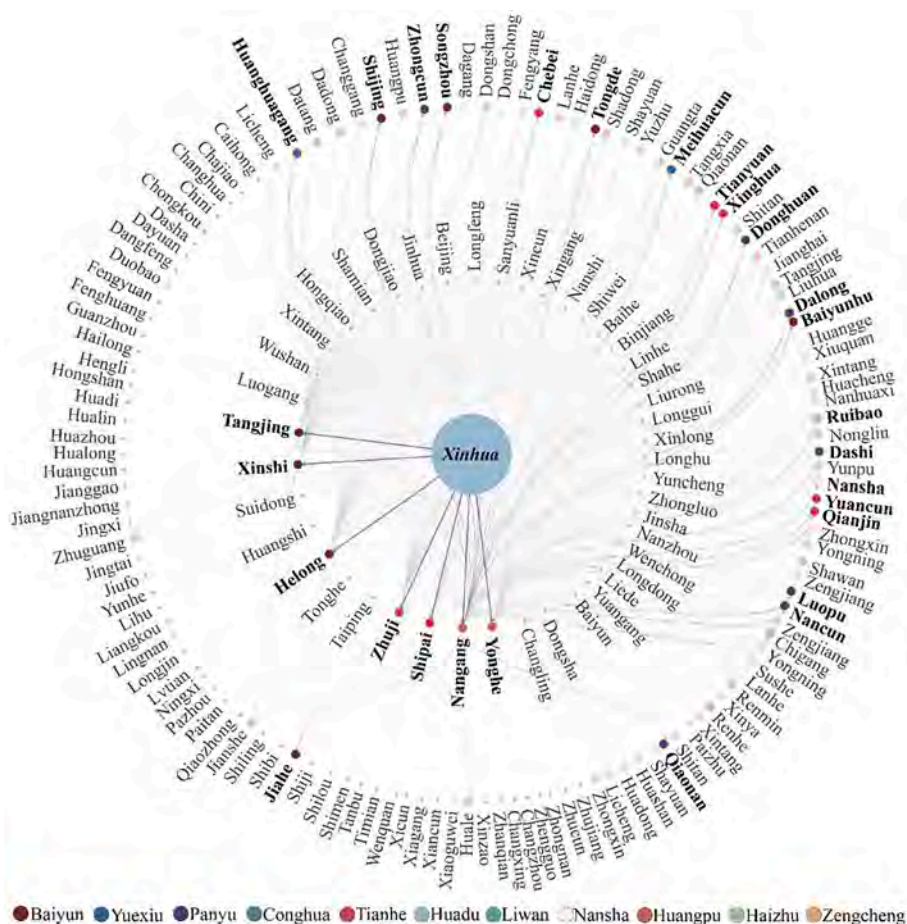 Huanghuagang
Datang
Dadong
Changgang
Shijing
Huangpu
Zhongcun
Songzhou
Dagang
Dongshan
Dongchong
Fengyang
Chebei
Lanhe
Haidong
Tongde
Shadong
Shayuan
Yuzhu
Guangta
Meihuacun
Tangxia
Qiaonan
Tianyuan
Xinghua
Shitan
Donghuan
Tianhenan
Jianghai
Tangjing
Liuhua
Dalong
Baiyunhu
Huangge
Xiuquan
Xintang
Huacheng
Nanhuaxi
Ruibao
Nonglin
Dashi
Yunpu
Nansha
Yuancun
Qianjin
Zhongxin
Yongning
Shawan
Zengjiang
Luopu
Nancun
Zengjiang
Chigang
Yongning
Sushe
Lanhe
Renmin
Xinya
Renhe
Xintang
Paizhu
Shitan
Qiaonan
Shayuan
Huashan
Huadong
Licheng
Zhongxin
Zhujiang
Zhucun
Zhongnan
Zhengguo
Changzhou
Changxing
Zhanqian
Xinzao
Huale
Xiaoguwei
Xiancun
Xiagang
Xicun
Wenquan
Timian
Tanbu
Shimen
Shilou
Shiji
Jiahe
Shibi
Shiling
Jianshe
Qiaozhong
Paitan
Pazhou
Ningxi
Lvtian
Longjin
Lingnan
Liangkou
Lihu
Yunhe
Jiufo
Jingtai
Zhuguang
Jingxi
Jiangnanzhong
Jianggao
Huangcun
Hualong
Huazhou
Hualin
Huadi
Hongshan
Hengli
Hailong
Guanzhou
Fenghuang
Fengyuan
Duobao
Dangfeng
Dayuan
Dasha
Chongkou
Chini
Changhua
Chajiao
Caihong
Licheng
Hongqiao
Shamian
Dongjiao
Jinhua
Beijing
Longfeng
Sanyuanli
Xincun
Xingang
Nanshi
Shiwei
Baihe
Binjiang
Linhe
Shahe
Liurong
Longgui
Xinlong
Longhu
Yuncheng
Zhongluo
Jinsha
Nanzhou
Wenchong
Longdong
Liede
Yuangang
Baiyun
Dongsha
Changling
Yonghe
Nangang
Shipai
Zhuji
Taiping
Tonghe
Helong
Huangshi
Suidong
Xinshi
Tangjing
Luogang
Wushan
Xintang
Xinhua
Baiyun Yuexiu Panyu Conghua Tianhe Huadu Liwan Nansha Huangpu Haizhu Zengcheng